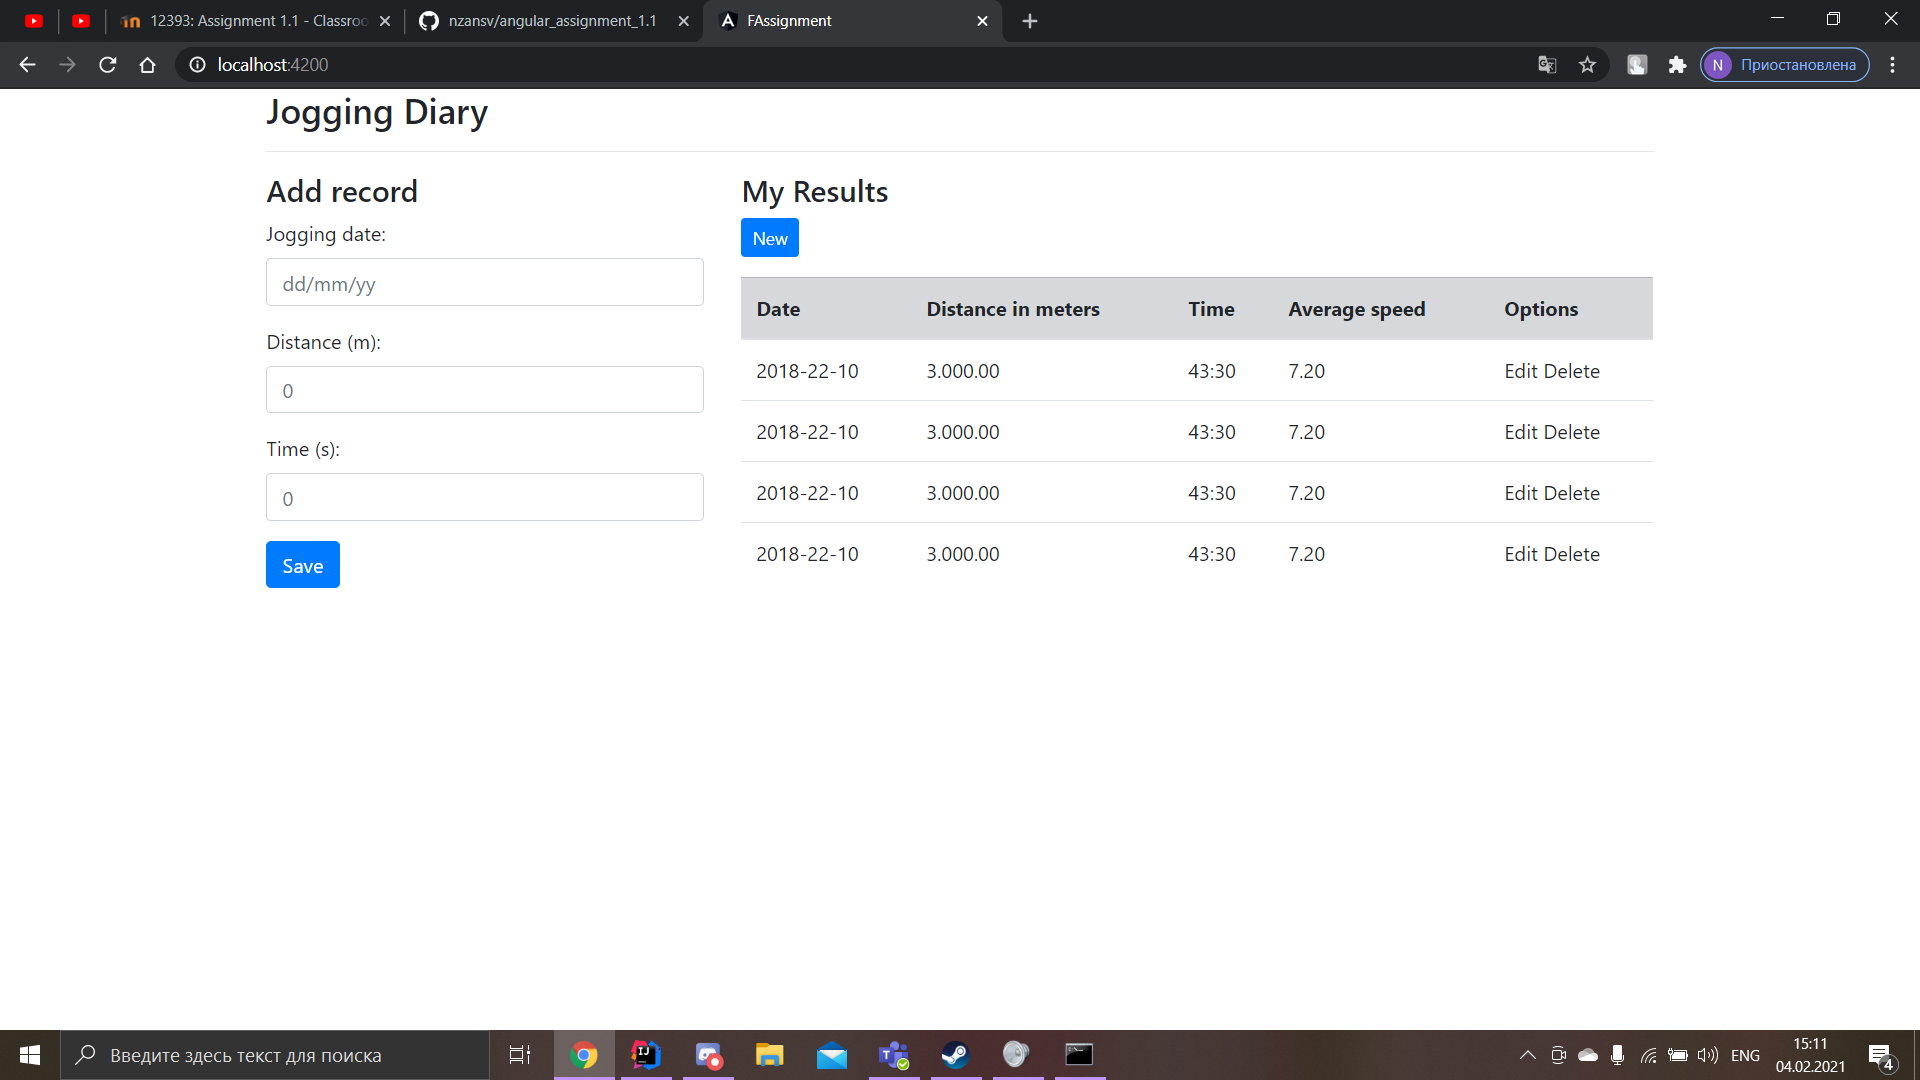 12393: Assignment 1.1 - Classroo
nzansv/angular_assignment_1.1
FAssignment
localhost:4200
N Приостановлена
Jogging Diary
Add record
Jogging date:
dd/mm/yy
Distance (m):
0
Time (s):
0
Save
My Results
New
Date Distance in meters Time Average speed Options
2018-22-10 3.000.00 43:30 7.20 Edit Delete
2018-22-10 3.000.00 43:30 7.20 Edit Delete
2018-22-10 3.000.00 43:30 7.20 Edit Delete
2018-22-10 3.000.00 43:30 7.20 Edit Delete
Введите здесь текст для поиска
ENG
15:11
04.02.2021
4